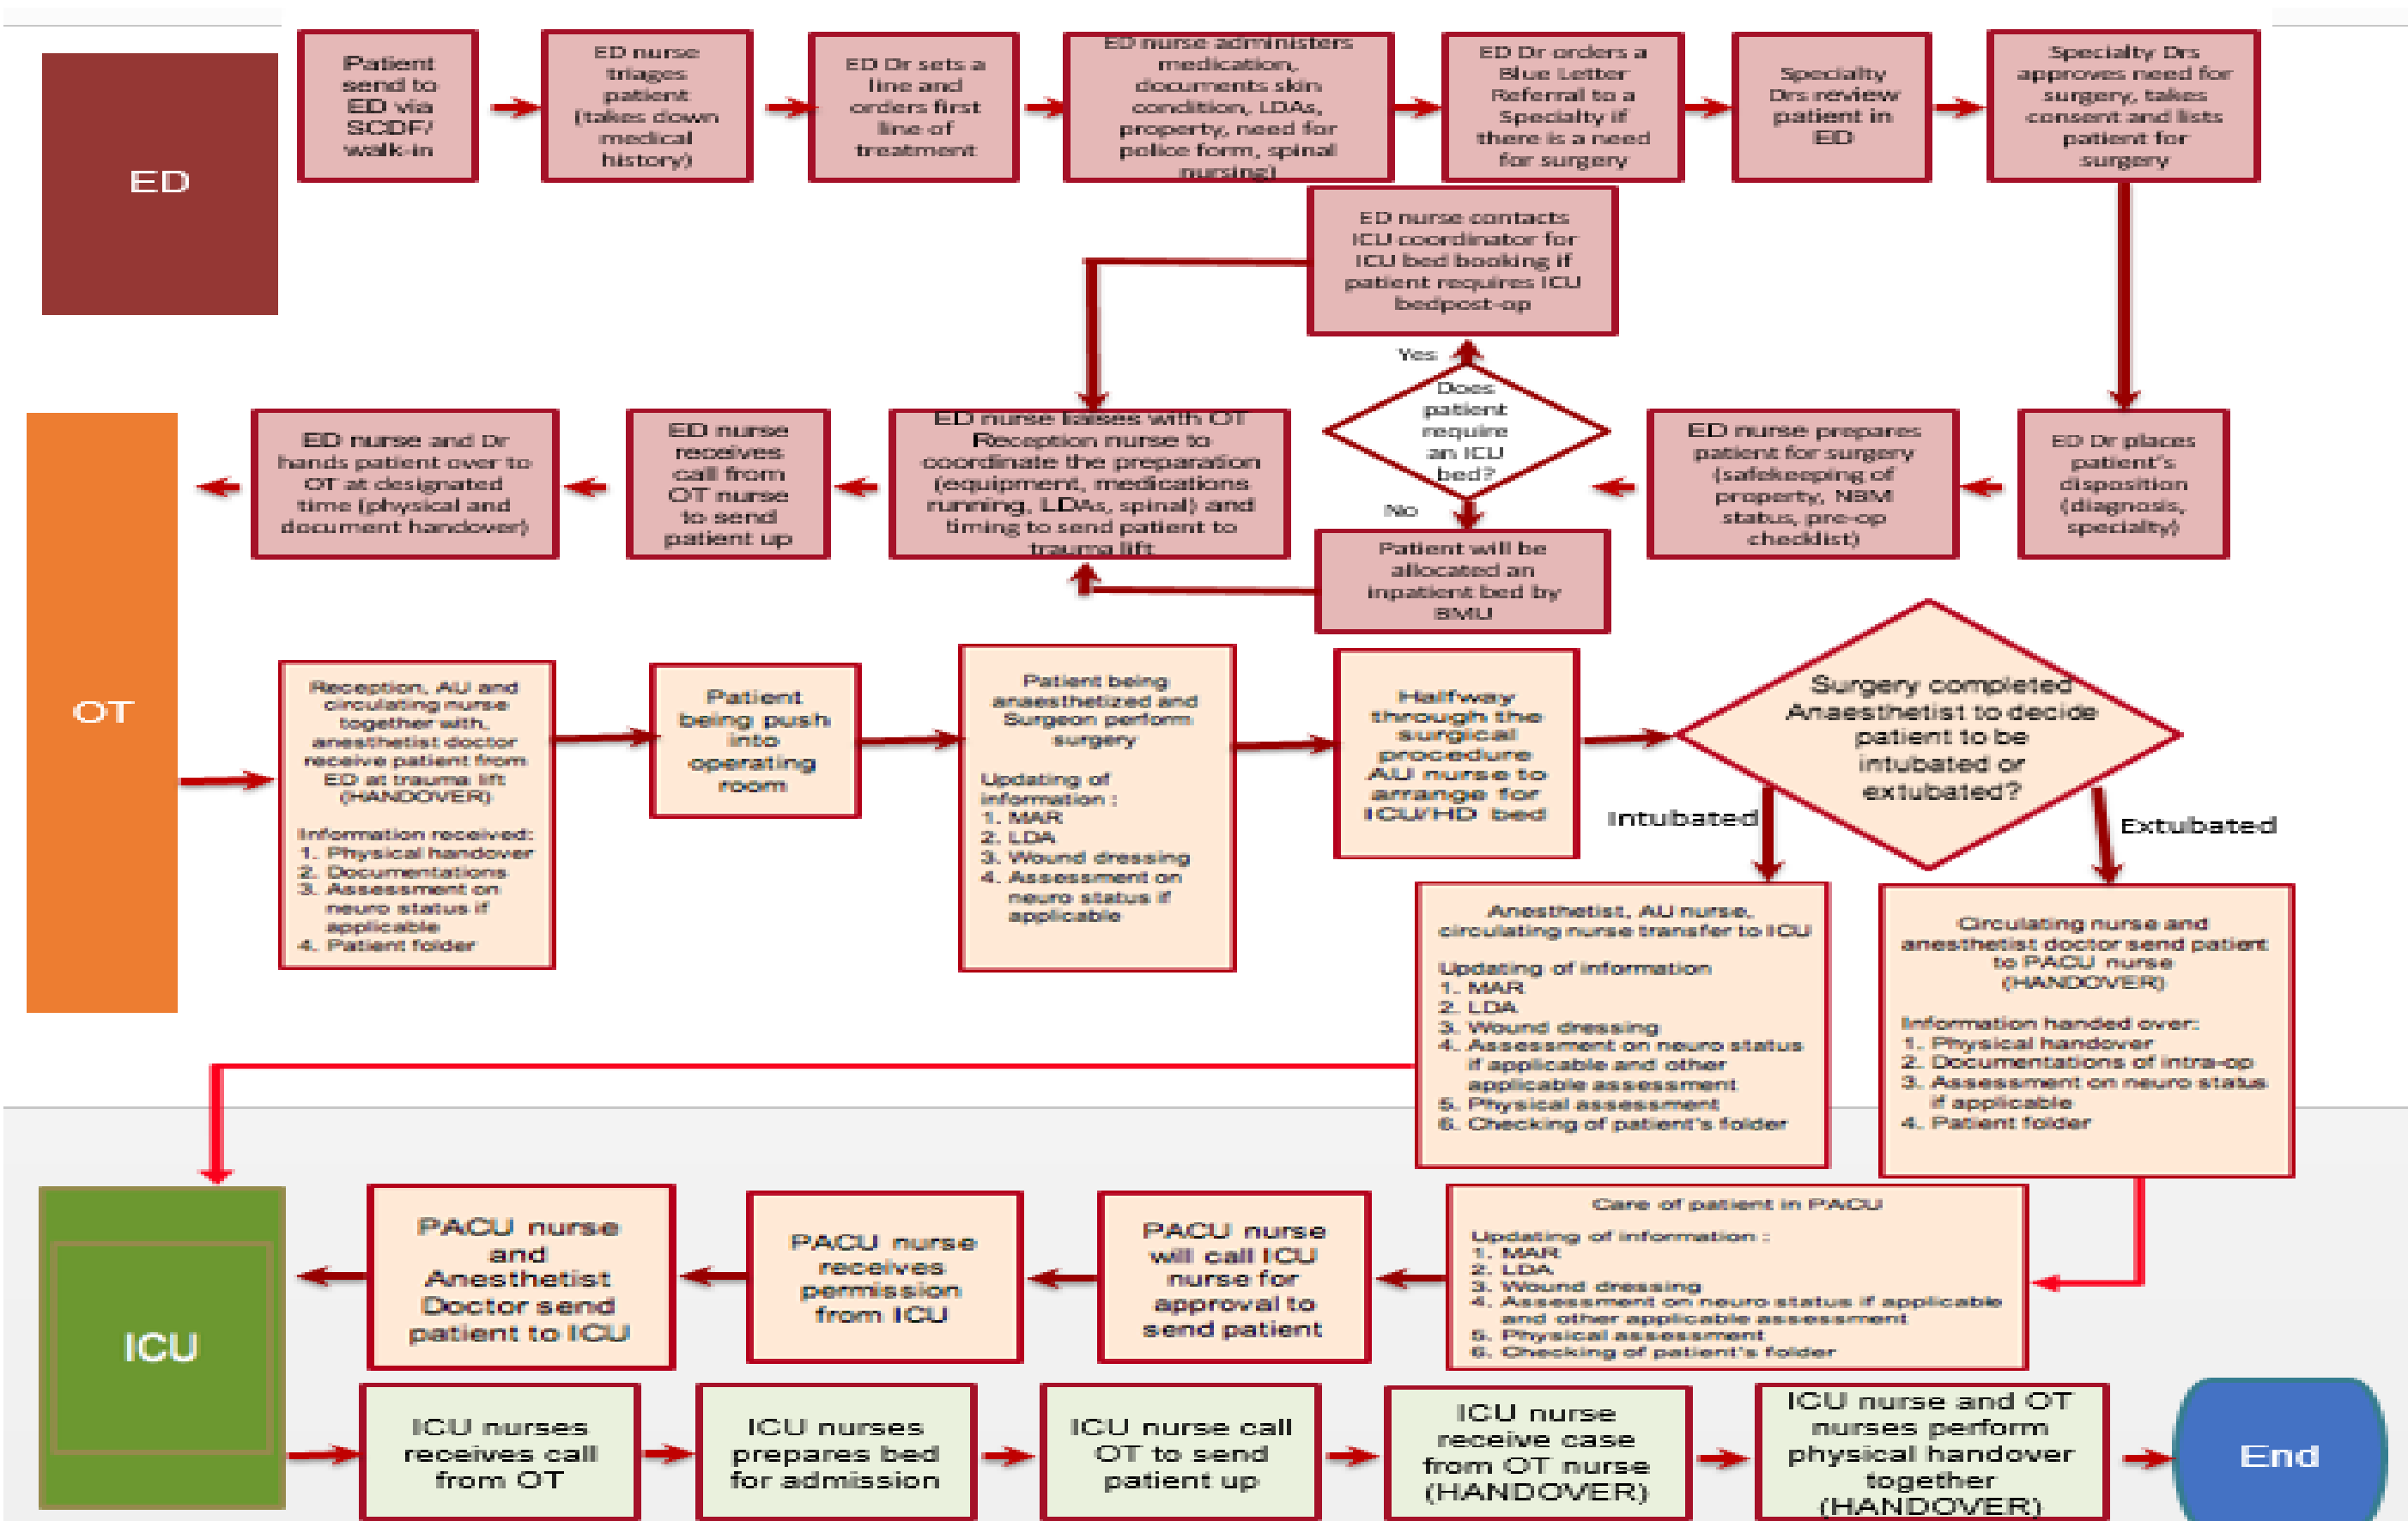 ED
Patient
send to
ED via
SCDF/
walk-in
ED nurse
triages
patient
(takes down
medical
history)
ED Dr sets a
line and
orders first
line of
treatment
ED nurse administers
medication,
documents skin
condition, LDAs,
property, need for
police form, spinal
nursing)
ED Dr orders a
Blue Letter
Referral to a
Specialty if
there is a need
for surgery
Specialty
Drs review
patient in
ED
Specialty Drs
approves need for
surgery, takes
consent and lists
patient for
surgery
ED Dr places
patient's
disposition
(diagnosis,
specialty)
ED nurse prepares
patient for surgery
(safekeeping of
property, NBM
status, pre-op
checklist)
Does
patient
require
an ICU
bed?
Yes
ED nurse contacts
ICU coordinator for
ICU bed booking if
patient requires ICU
bedpost-op
No
Patient will be
allocated an
inpatient bed by
BMU
ED nurse liaises with OT
Reception nurse to
coordinate the preparation
(equipment, medications
running, LDAs, spinal) and
timing to send patient to
trauma lift
ED nurse
receives
call from
OT nurse
to send
patient up
ED nurse and Dr
hands patient over to
OT at designated
time (physical and
document handover)
OT
Reception, AU and
circulating nurse
together with,
anesthetist doctor
receive patient from
ED at trauma lift
(HANDOVER)
Information received:
1. Physical handover
2. Documentations
3. Assessment on
neuro status if
applicable
4. Patient folder
Patient
being push
into
operating
room
Patient being
anaesthetized and
Surgeon perform
surgery
Updating of
information :
1. MAR
2. LDA
3. Wound dressing
4. Assessment on
neuro status if
applicable
Halfway
through the
surgical
procedure
AU nurse to
arrange for
ICU/HD bed
Surgery completed
Anaesthetist to decide
patient to be
intubated or
extubated?
Intubated
Extubated
Anesthetist, AU nurse,
circulating nurse transfer to ICU
Updating of information
1. MAR
2. LDA
3. Wound dressing
4. Assessment on neuro status
if applicable and other
applicable assessment
5. Physical assessment
6. Checking of patient's folder
Circulating nurse and
anesthetist doctor send patient
to PACU nurse
(HANDOVER)
Information handed over:
1. Physical handover
2. Documentations of intra-op
3. Assessment on neuro status
if applicable
4. Patient folder
Care of patient in PACU
Updating of information :
1. MAR
2. LDA
3. Wound dressing
4. Assessment on neuro status if applicable
and other applicable assessment
5. Physical assessment
6. Checking of patient's folder
PACU nurse
will call ICU
nurse for
approval to
send patient
PACU nurse
receives
permission
from ICU
PACU nurse
and
Anesthetist
Doctor send
patient to ICU
ICU
ICU nurses
receives call
from OT
ICU nurses
prepares bed
for admission
ICU nurse call
OT to send
patient up
ICU nurse
receive case
from OT nurse
(HANDOVER)
ICU nurse and OT
nurses perform
physical handover
together
(HANDOVER)
End